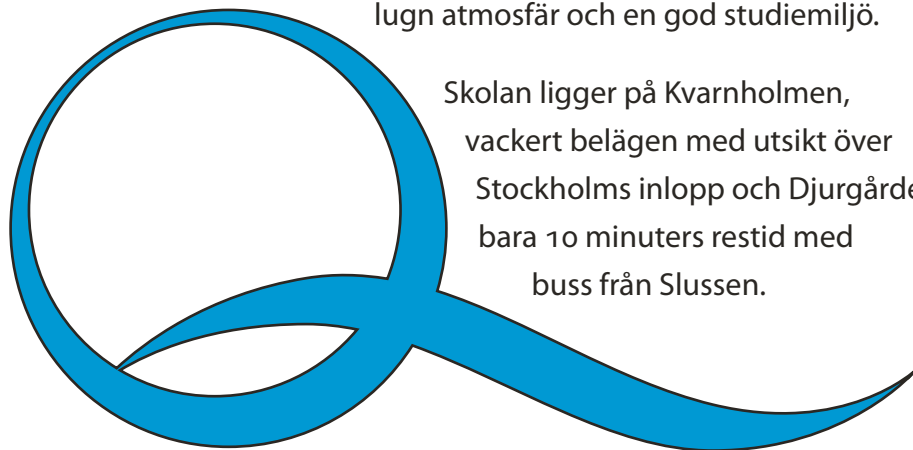 lugn atmosfär och en god studiemiljö.
Skolan ligger på Kvarnholmen,
vackert belägen med utsikt över
Stockholms inlopp och Djurgårde
bara 10 minuters restid med
buss från Slussen.